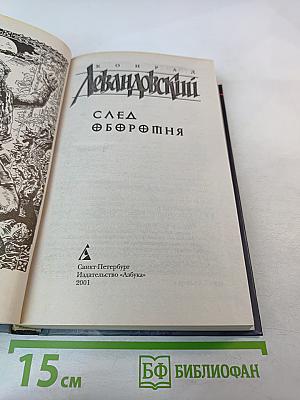 КОНРАД
Левандовский
СЛЕД
ОБОРОТНЯ
А
Санкт-Петербург
Издательство «Азбука»
2001
15 см
БФ БИБЛИОФАН